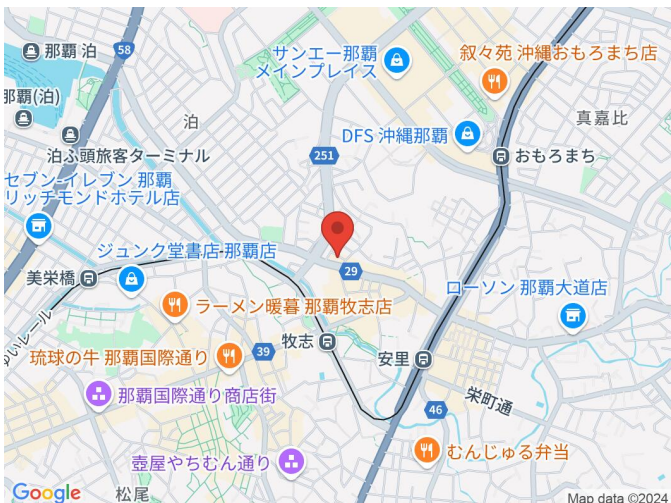 那覇 泊
58
サンエー那覇
メインプレイス
叙々苑 沖縄おもろまち店
那覇(泊)
泊
真嘉比
DFS 沖縄那覇
泊ふ頭旅客ターミナル
251
おもろまち
セブン-イレブン 那覇
リッチモンドホテル店
ジュンク堂書店 那覇店
29
美栄橋
ローソン 那覇大道店
ラーメン暖暮 那覇牧志店
いレール
牧志
琉球の牛 那覇国際通り
39
安里
那覇国際通り商店街
栄町通
46
むんじゅる弁当
壺屋やちむん通り
松尾
Google
Map data ©2024